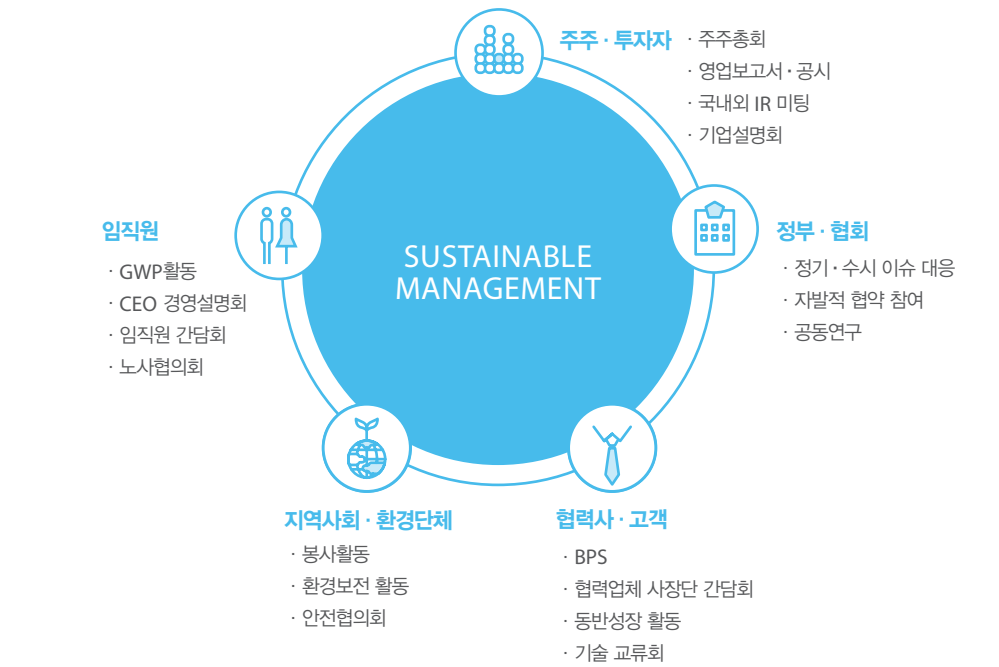 주주 · 투자자
· 주주총회
· 영업보고서 · 공시
· 국내외 IR 미팅
· 기업설명회
임직원
· GWP활동
· CEO 경영설명회
· 임직원 간담회
· 노사협의회
SUSTAINABLE
MANAGEMENT
정부 · 협회
· 정기 · 수시 이슈 대응
· 자발적 협약 참여
· 공동연구
지역사회 · 환경단체
· 봉사활동
· 환경보전 활동
· 안전협의회
협력사 · 고객
· BPS
· 협력업체 사장단 간담회
· 동반성장 활동
· 기술 교류회